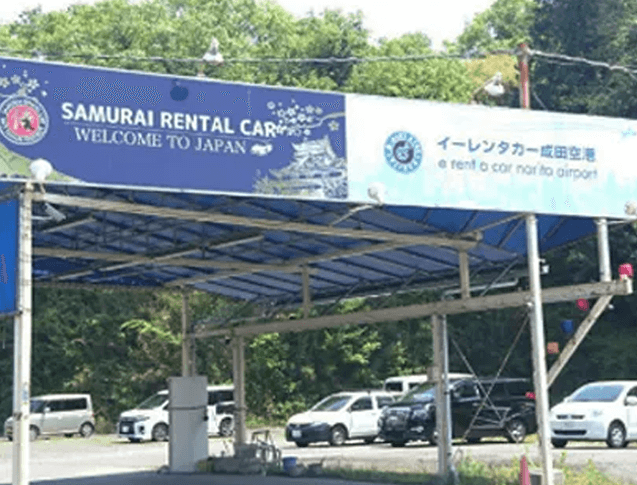 SAMURAI RENTAL CAR
WELCOME TO JAPAN
イーレンタカー成田空港
e rent a car narita airport